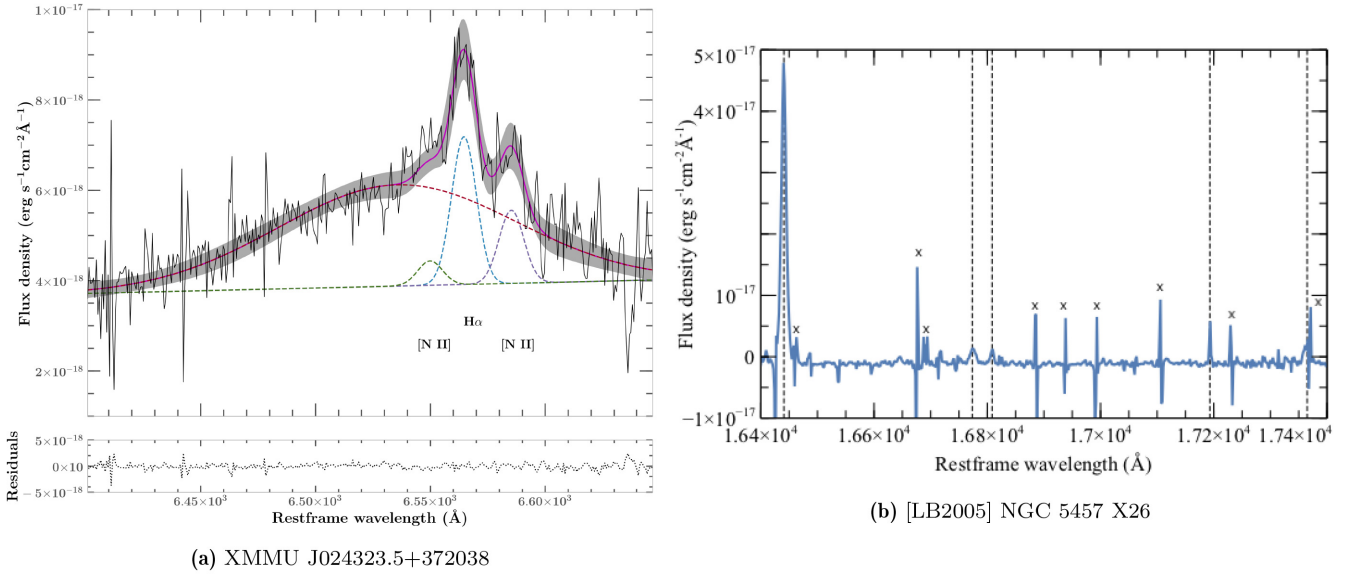 1×10⁻¹⁷
8×10⁻¹⁸
6×10⁻¹⁸
4×10⁻¹⁸
2×10⁻¹⁸
Flux density (erg s⁻¹cm⁻²Å⁻¹)
Hα
[N II] [N II]
5×10⁻¹⁸
0×10
−5×10⁻¹⁸
Residuals
6.45×10³ 6.50×10³ 6.55×10³ 6.60×10³
Restframe wavelength (Å)
(a) XMMU J024323.5+372038
5×10⁻¹⁷
4×10⁻¹⁷
1×10⁻¹⁷
0
−1×10⁻¹⁷
Flux density (erg s⁻¹cm⁻²Å⁻¹)
x x x x x x x x x x
1.64×10⁴ 1.66×10⁴ 1.68×10⁴ 1.7×10⁴ 1.72×10⁴ 1.74×10⁴
Restframe wavelength (Å)
(b) [LB2005] NGC 5457 X26